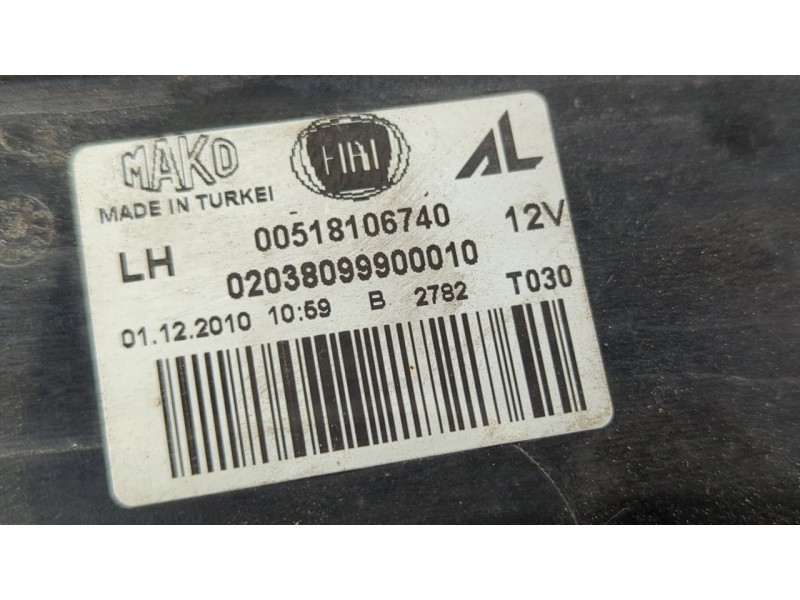 MAKO FIAT AL
MADE IN TURKEI
LH 00518106740 12V
02038099900010
01.12.2010 10:59 B 2782 T030